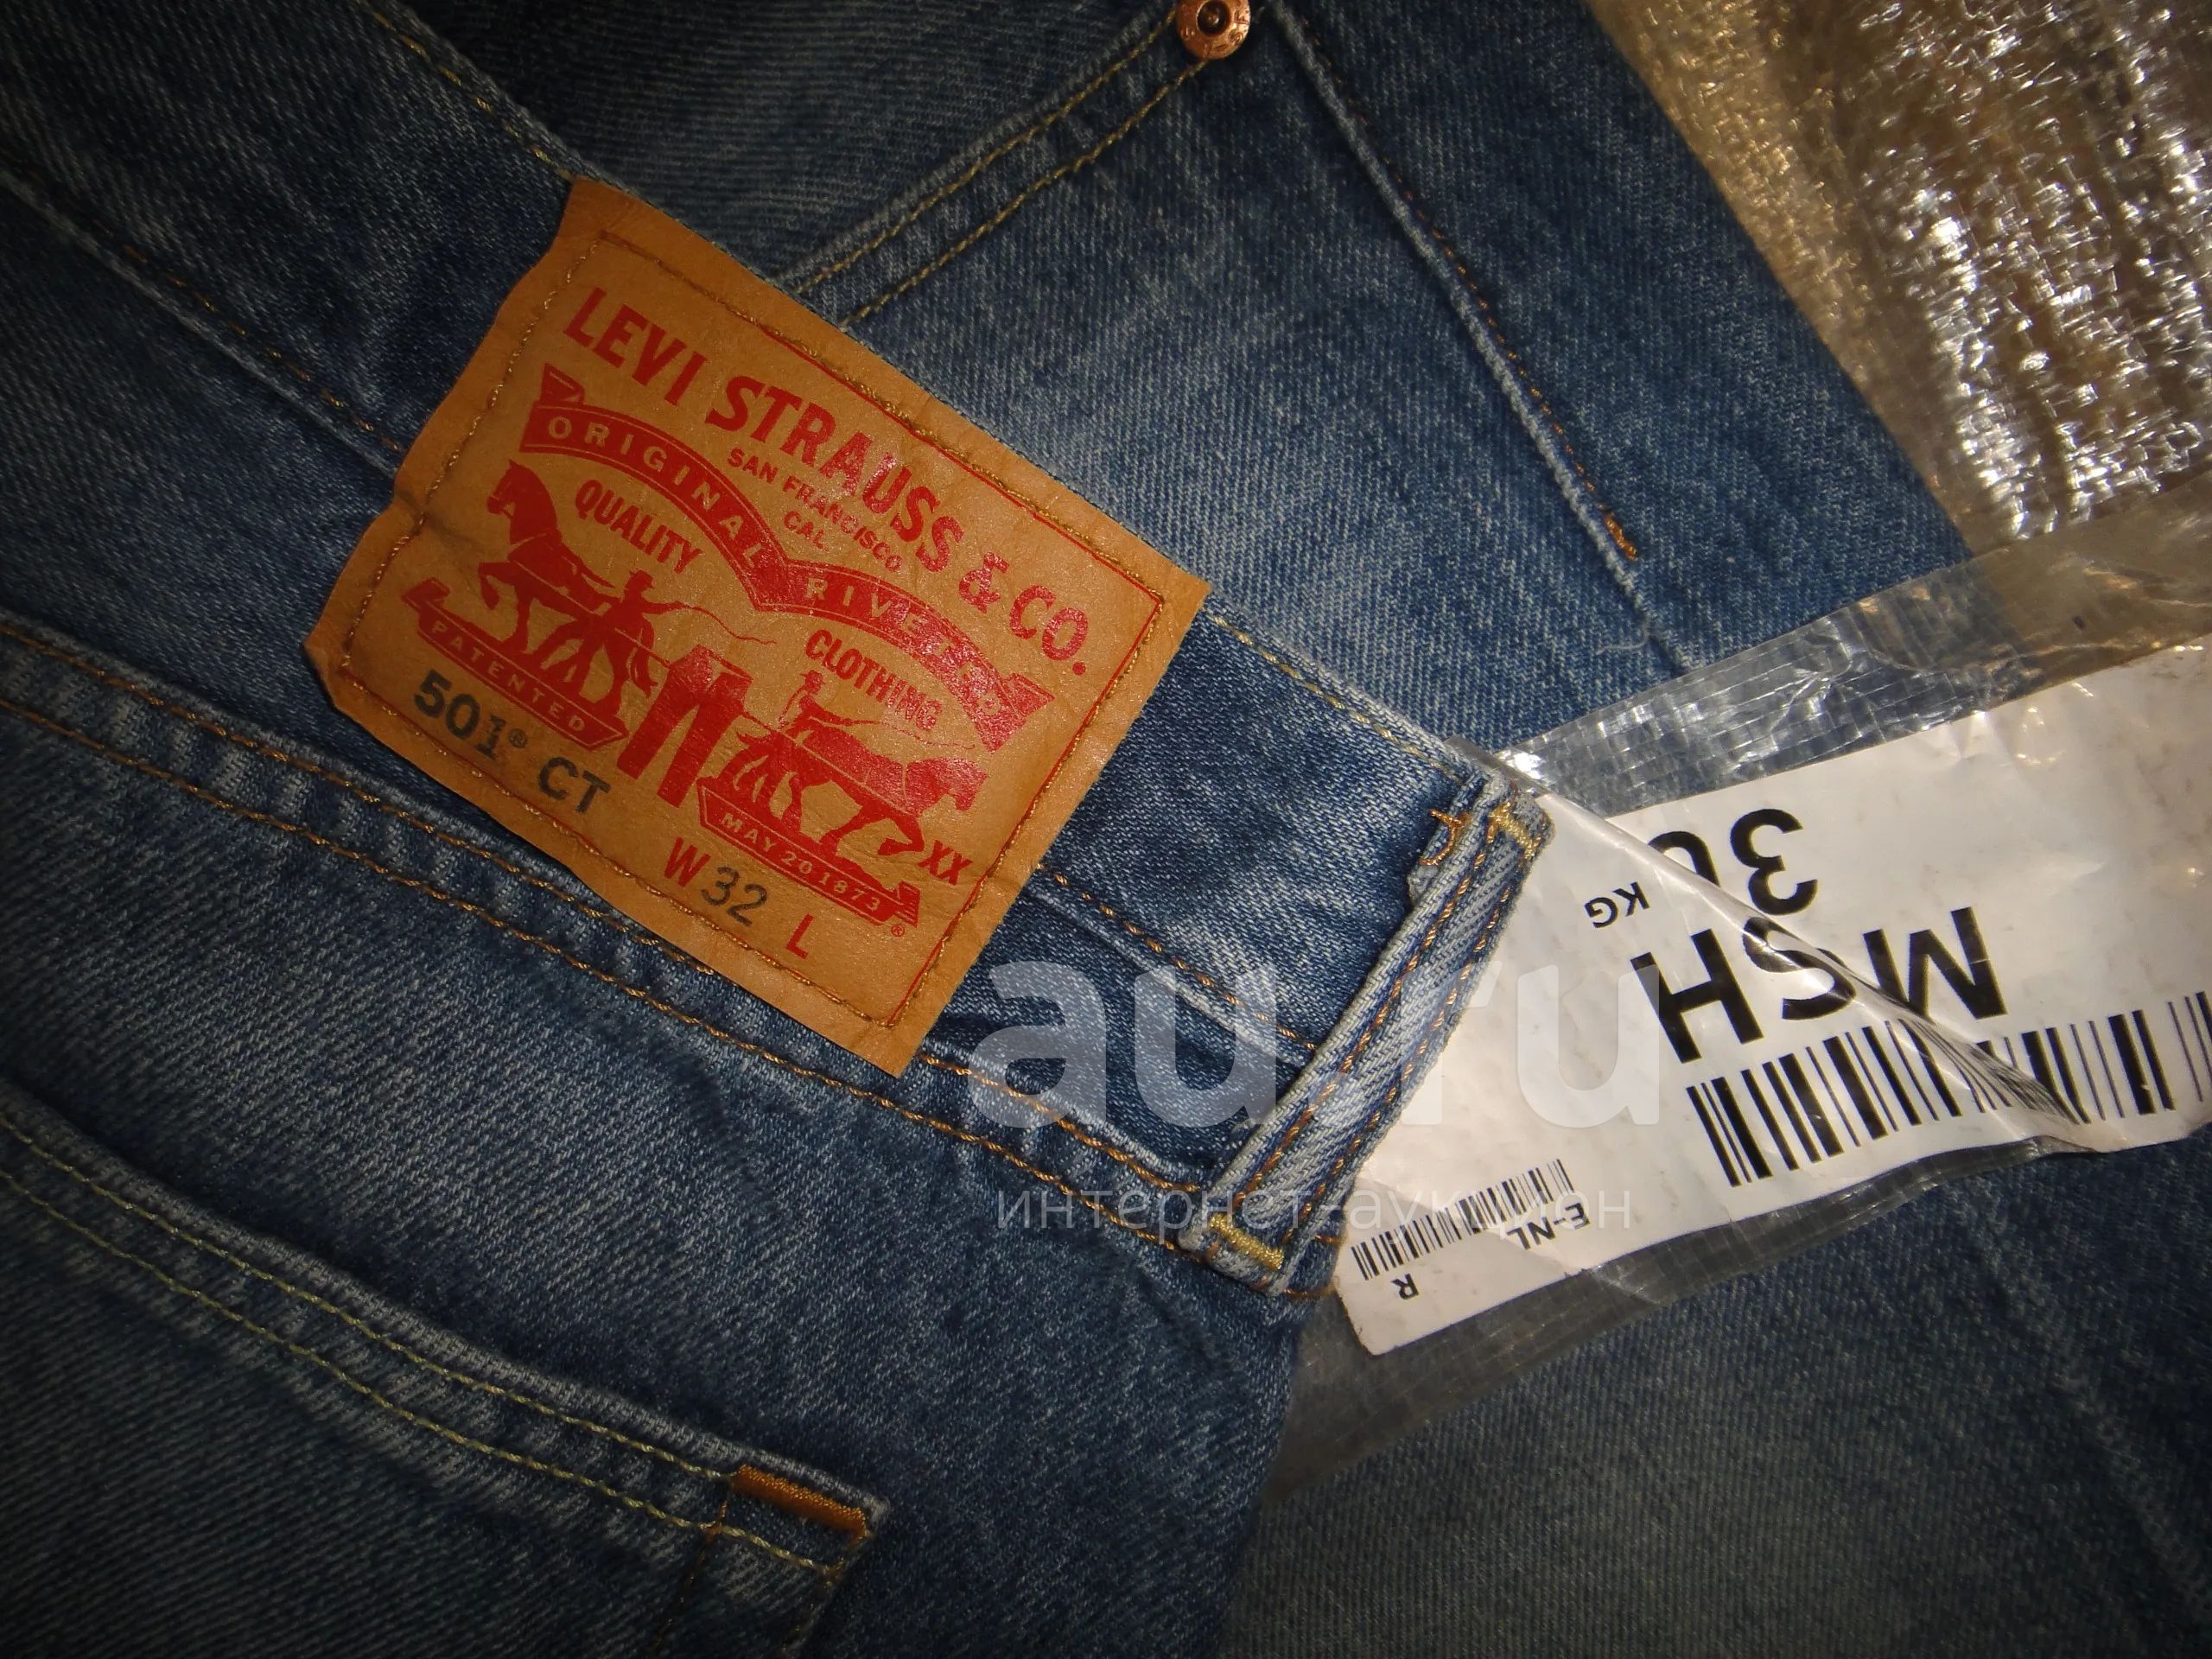 LEVI STRAUSS & CO.
SAN FRANCISCO
CAL
ORIGINAL RIVETED
QUALITY
CLOTHING
PATENTED
MAY 20 1873
XX
®
501® CT
W 32 L
KG
MSH
E-NL
R
au.ru
интернет-аукцион